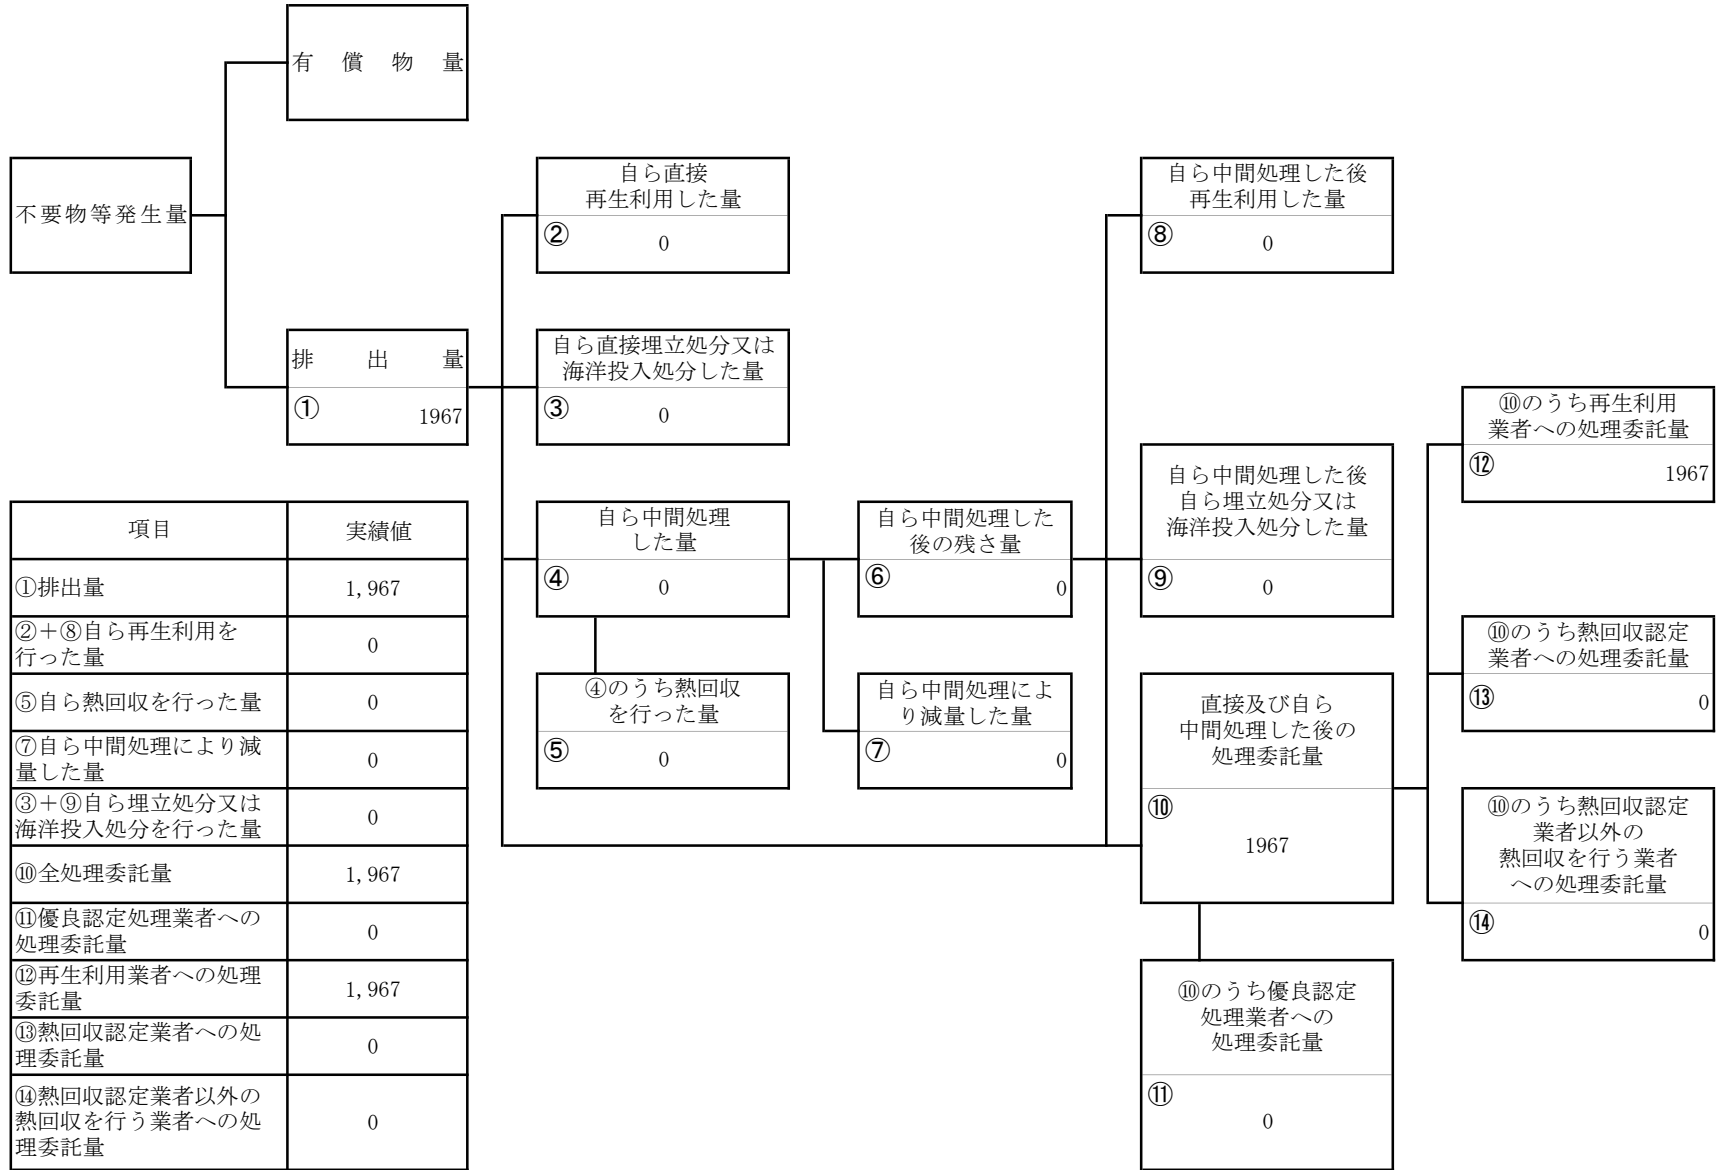 有償物量
不要物等発生量
排出量
① 1967
自ら直接
再生利用した量
② 0
自ら直接埋立処分又は
海洋投入処分した量
③ 0
自ら中間処理
した量
④ 0
④のうち熱回収
を行った量
⑤ 0
自ら中間処理した
後の残さ量
⑥ 0
自ら中間処理によ
り減量した量
⑦ 0
自ら中間処理した後
再生利用した量
⑧ 0
自ら中間処理した後
自ら埋立処分又は
海洋投入処分した量
⑨ 0
直接及び自ら
中間処理した後の
処理委託量
⑩
1967
⑩のうち優良認定
処理業者への
処理委託量
⑪
0
⑩のうち再生利用
業者への処理委託量
⑫ 1967
⑩のうち熱回収認定
業者への処理委託量
⑬ 0
⑩のうち熱回収認定
業者以外の
熱回収を行う業者
への処理委託量
⑭ 0
項目 実績値
①排出量 1,967
②＋⑧自ら再生利用を
行った量 0
⑤自ら熱回収を行った量 0
⑦自ら中間処理により減
量した量 0
③＋⑨自ら埋立処分又は
海洋投入処分を行った量 0
⑩全処理委託量 1,967
⑪優良認定処理業者への
処理委託量 0
⑫再生利用業者への処理
委託量 1,967
⑬熱回収認定業者への処
理委託量 0
⑭熱回収認定業者以外の
熱回収を行う業者への処
理委託量 0